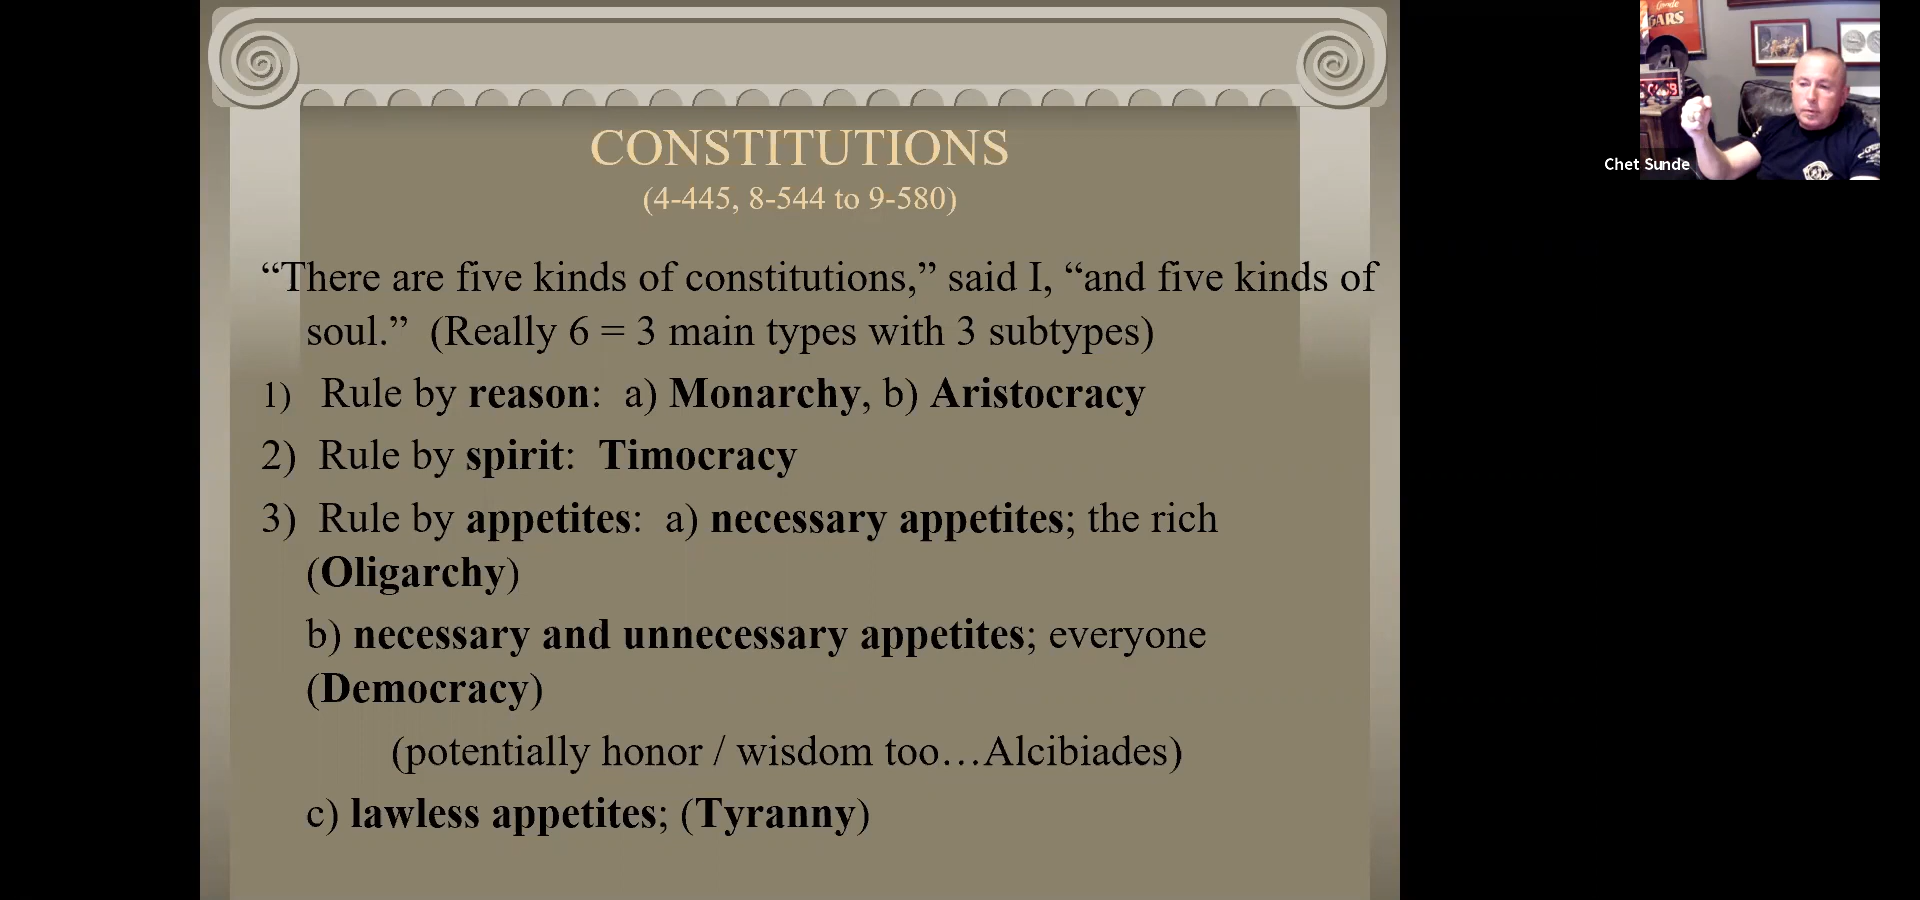 CONSTITUTIONS
(4-445, 8-544 to 9-580)
“There are five kinds of constitutions,” said I, “and five kinds of
soul.” (Really 6 = 3 main types with 3 subtypes)
1) Rule by reason: a) Monarchy, b) Aristocracy
2) Rule by spirit: Timocracy
3) Rule by appetites: a) necessary appetites; the rich
(Oligarchy)
b) necessary and unnecessary appetites; everyone
(Democracy)
(potentially honor / wisdom too…Alcibiades)
c) lawless appetites; (Tyranny)
Chet Sunde